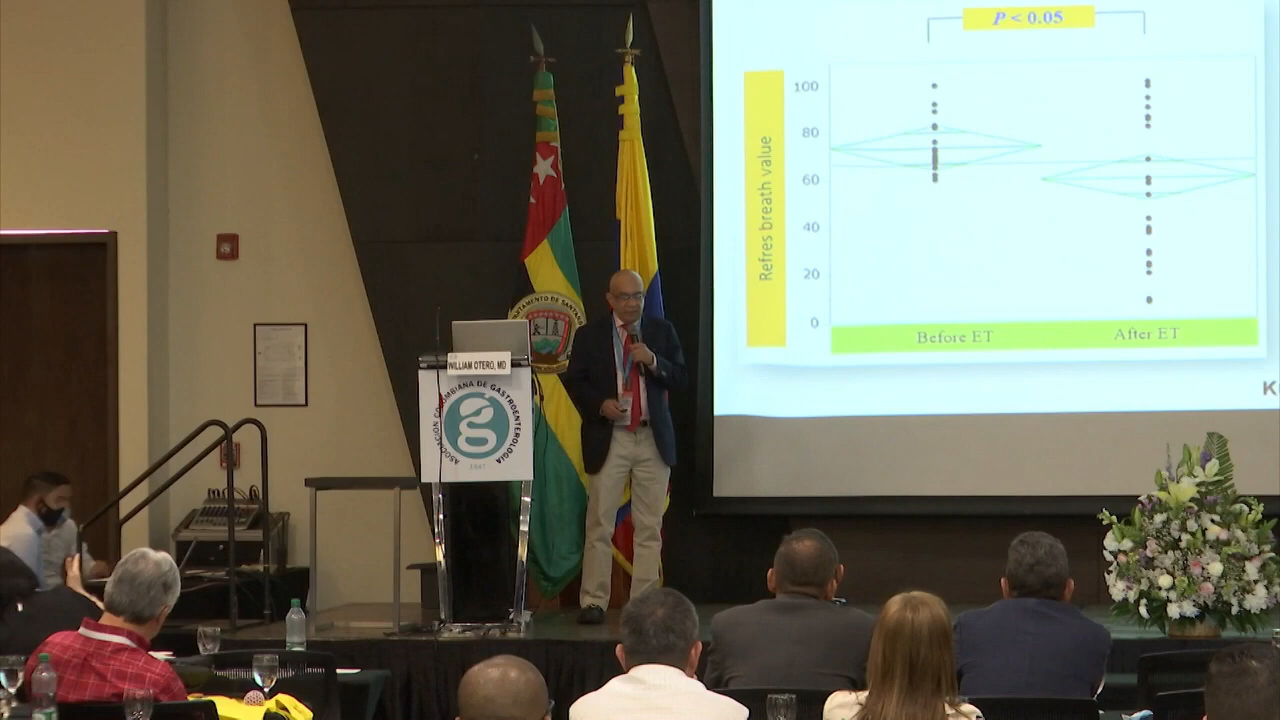 P < 0.05
Refres breath value
100
80
60
40
20
0
Before ET
After ET
K
WILLIAM OTERO, MD
ASOCIACIÓN COLOMBIANA DE GASTROENTEROLOGÍA
1947